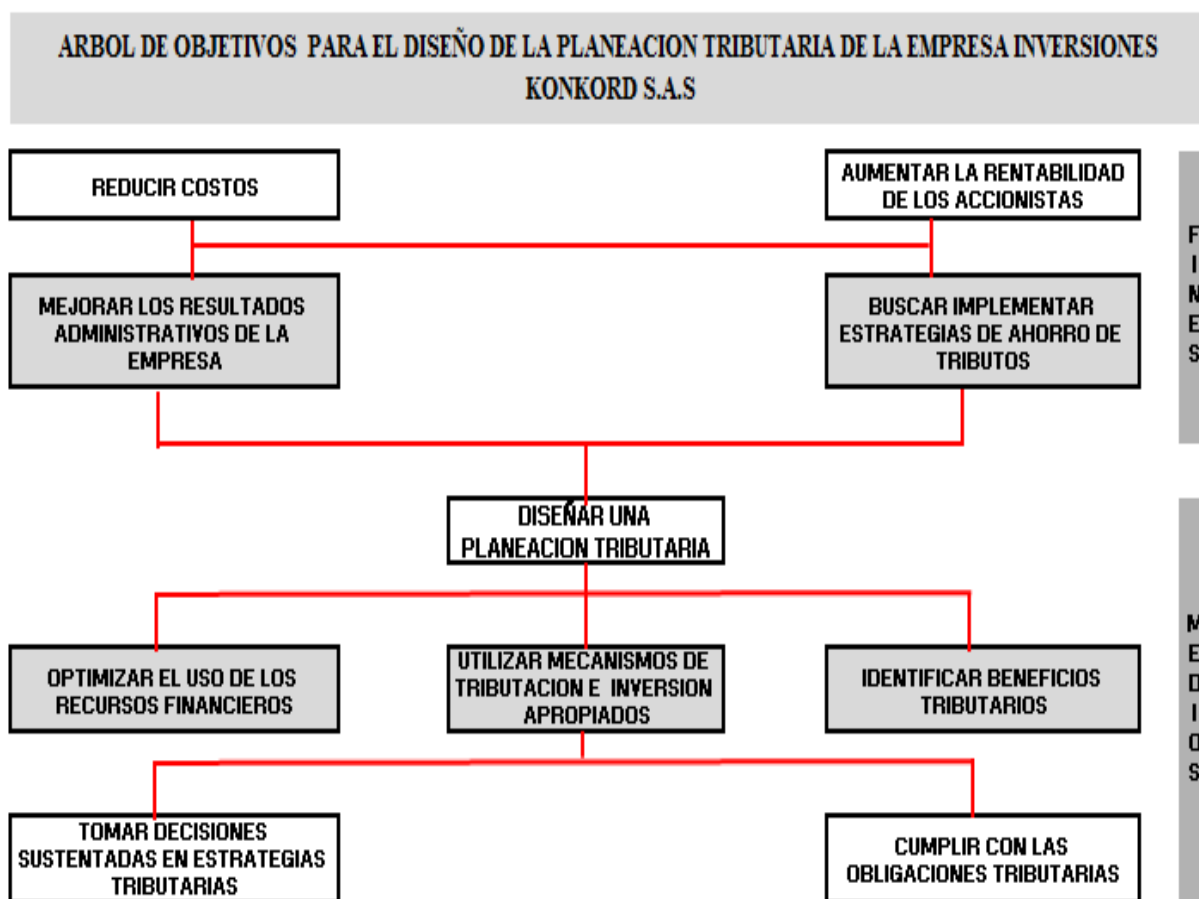 ARBOL DE OBJETIVOS PARA EL DISEÑO DE LA PLANEACION TRIBUTARIA DE LA EMPRESA INVERSIONES
KONKORD S.A.S
REDUCIR COSTOS
AUMENTAR LA RENTABILIDAD
DE LOS ACCIONISTAS
MEJORAR LOS RESULTADOS
ADMINISTRATIVOS DE LA
EMPRESA
BUSCAR IMPLEMENTAR
ESTRATEGIAS DE AHORRO DE
TRIBUTOS
F
I
N
E
S
DISEÑAR UNA
PLANEACION TRIBUTARIA
OPTIMIZAR EL USO DE LOS
RECURSOS FINANCIEROS
UTILIZAR MECANISMOS DE
TRIBUTACION E INVERSION
APROPIADOS
IDENTIFICAR BENEFICIOS
TRIBUTARIOS
M
E
D
I
O
S
TOMAR DECISIONES
SUSTENTADAS EN ESTRATEGIAS
TRIBUTARIAS
CUMPLIR CON LAS
OBLIGACIONES TRIBUTARIAS